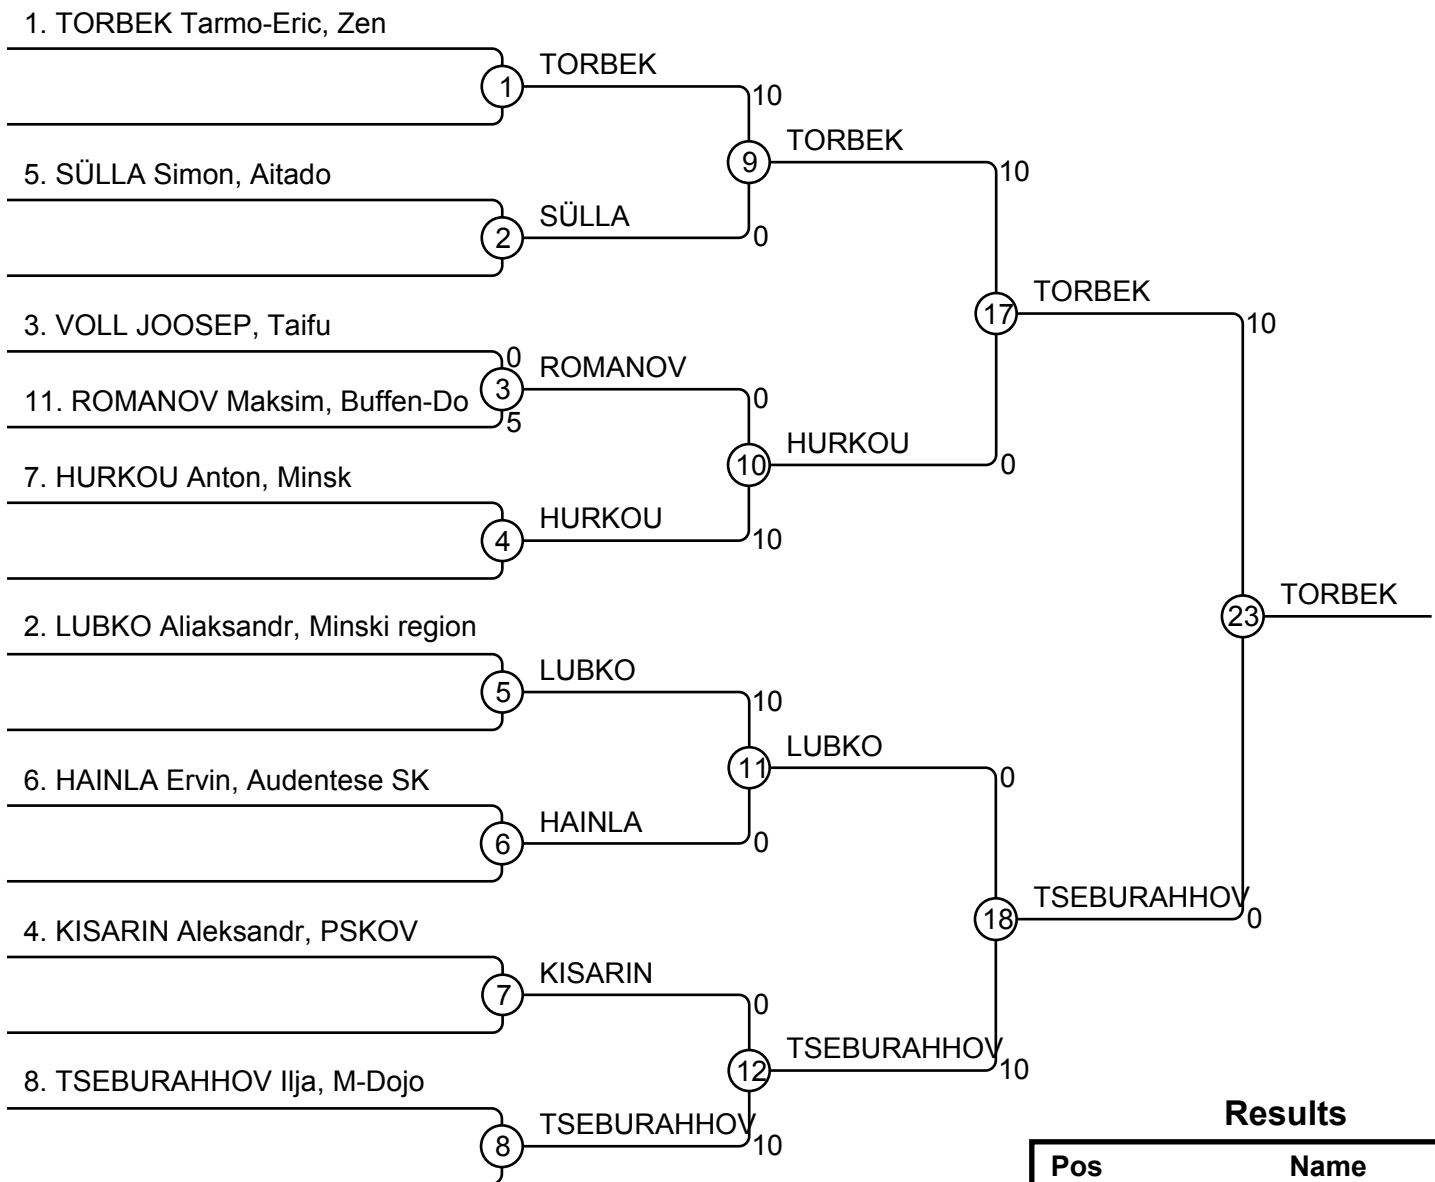 1. TORBEK Tarmo-Eric, Zen
TORBEK
1
10
TORBEK
9
5. SÜLLA Simon, Aitado
10
SÜLLA
2
0
TORBEK
17
3. VOLL JOOSEP, Taifu
10
0
ROMANOV
3
11. ROMANOV Maksim, Buffen-Do
0
5
HURKOU
10
0
7. HURKOU Anton, Minsk
HURKOU
4
10
TORBEK
23
2. LUBKO Aliaksandr, Minski region
LUBKO
5
10
LUBKO
11
0
6. HAINLA Ervin, Audentese SK
HAINLA
6
0
TSEBURAHHOV
18
0
4. KISARIN Aleksandr, PSKOV
KISARIN
7
0
TSEBURAHHOV
12
10
8. TSEBURAHHOV Ilja, M-Dojo
TSEBURAHHOV
8
10
Results
Pos Name